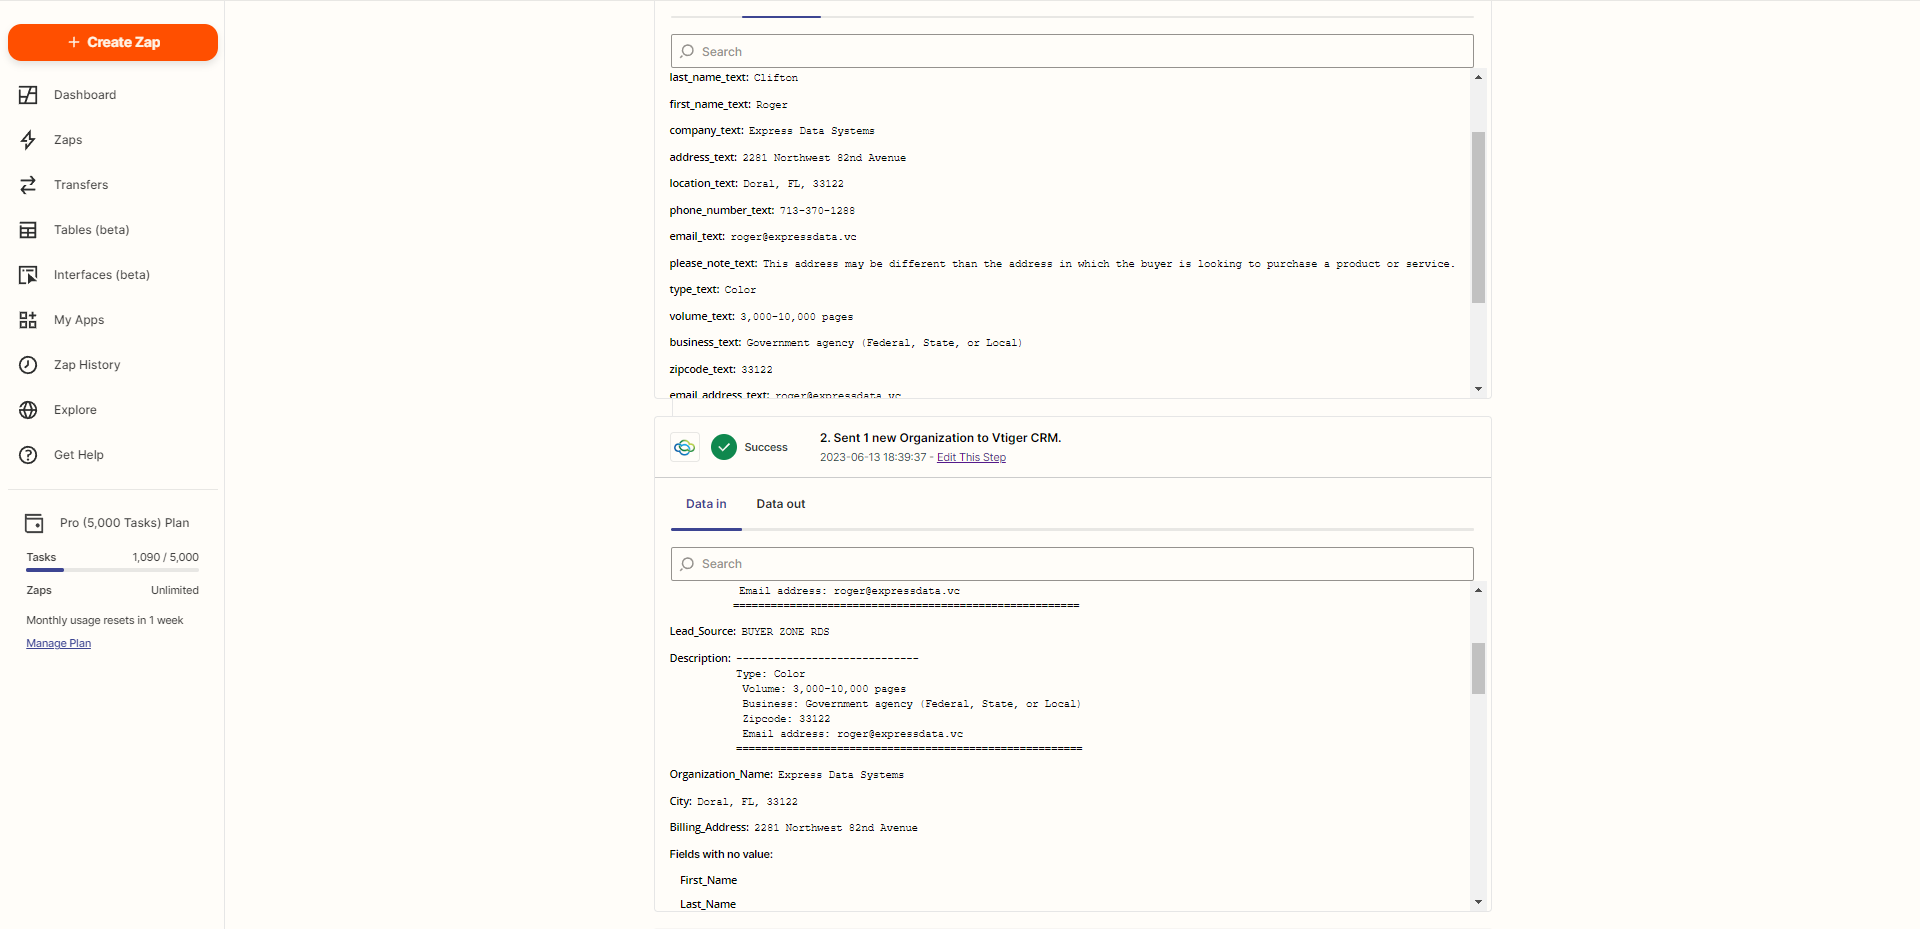 + Create Zap
Dashboard
Zaps
Transfers
Tables (beta)
Interfaces (beta)
My Apps
Zap History
Explore
Get Help
Pro (5,000 Tasks) Plan
Tasks 1,090 / 5,000
Zaps Unlimited
Monthly usage resets in 1 week
Manage Plan
Search
last_name_text: Clifton
first_name_text: Roger
company_text: Express Data Systems
address_text: 2281 Northwest 82nd Avenue
location_text: Doral, FL, 33122
phone_number_text: 713-370-1288
email_text: roger@expressdata.vc
please_note_text: This address may be different than the address in which the buyer is looking to purchase a product or service.
type_text: Color
volume_text: 3,000-10,000 pages
business_text: Government agency (Federal, State, or Local)
zipcode_text: 33122
email_address_text: roger@expressdata.vc
Success
2. Sent 1 new Organization to Vtiger CRM.
2023-06-13 18:39:37 - Edit This Step
Data in Data out
Search
Email address: roger@expressdata.vc
=======================================================
Lead_Source: BUYER ZONE RDS
Description: -----------------------------
Type: Color
Volume: 3,000-10,000 pages
Business: Government agency (Federal, State, or Local)
Zipcode: 33122
Email address: roger@expressdata.vc
=======================================================
Organization_Name: Express Data Systems
City: Doral, FL, 33122
Billing_Address: 2281 Northwest 82nd Avenue
Fields with no value:
First_Name
Last_Name